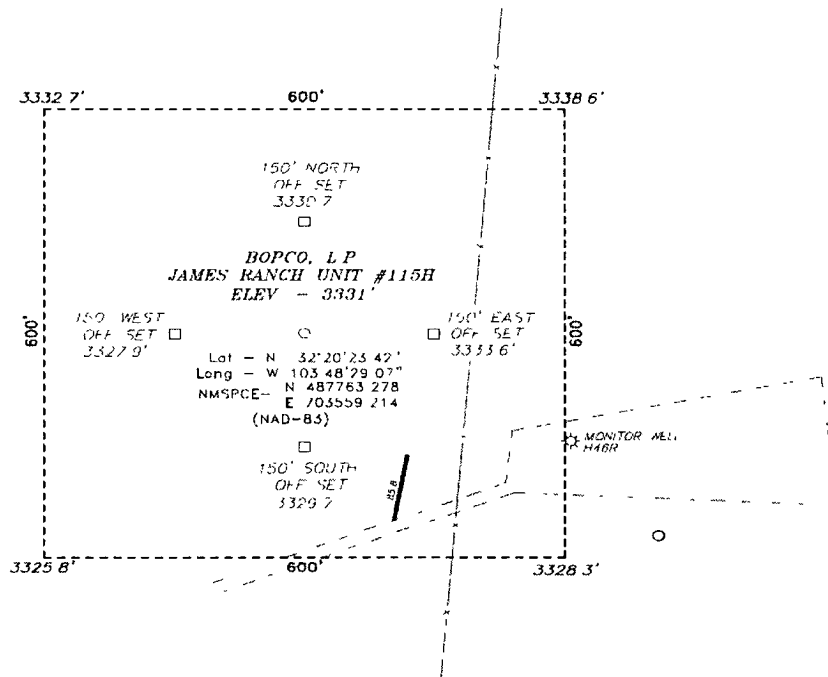 3332 7'
600'
3338 6'
150' NORTH
OFF SET
3330.7
BOPCO, L P
JAMES RANCH UNIT #115H
ELEV - 3331'
150' WEST
OFF SET
3327.9'
150' EAST
OFF SET
3333.6'
600'
600'
Lat - N 32°20'23 42"
Long - W 103 48'29 07"
NMSPCE- N 487763 278
E 703559 214
(NAD-83)
150' SOUTH
OFF SET
3329.7
MONITOR WELL
H46R
3325 8'
600'
3328 3'